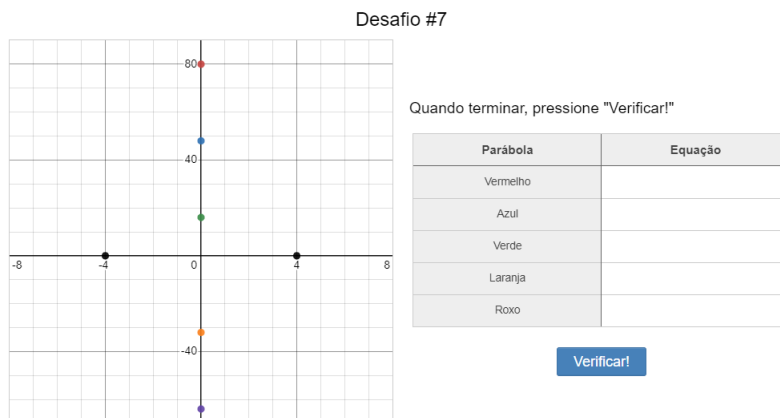 Desafio #7
80
40
-8
-4
0
4
8
-40
Quando terminar, pressione "Verificar!"
Parábola Equação
Vermelho
Azul
Verde
Laranja
Roxo
Verificar!